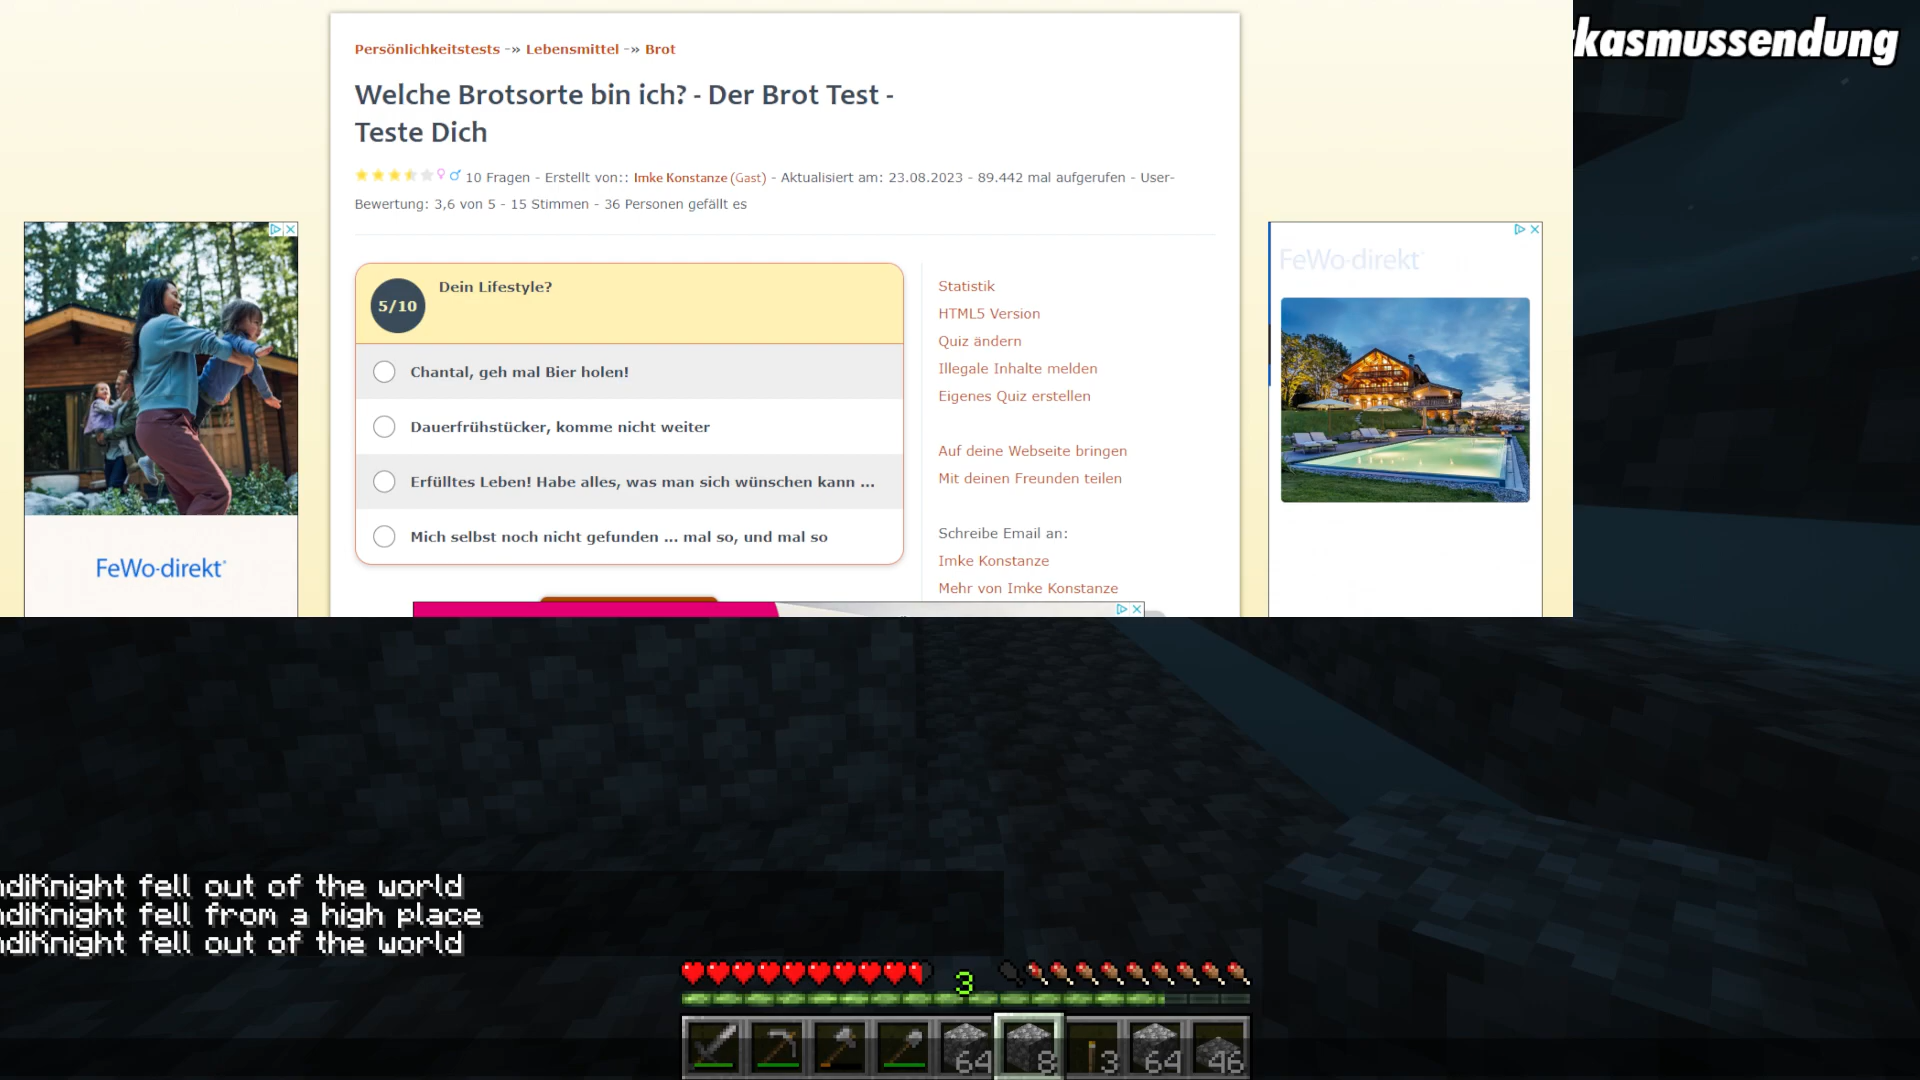 kasmussendung
Persönlichkeitstests -» Lebensmittel -» Brot
Welche Brotsorte bin ich? - Der Brot Test -
Teste Dich
10 Fragen - Erstellt von:: Imke Konstanze (Gast) - Aktualisiert am: 23.08.2023 - 89.442 mal aufgerufen - User-
Bewertung: 3,6 von 5 - 15 Stimmen - 36 Personen gefällt es
5/10
Dein Lifestyle?
Chantal, geh mal Bier holen!
Dauerfrühstücker, komme nicht weiter
Erfülltes Leben! Habe alles, was man sich wünschen kann ...
Mich selbst noch nicht gefunden ... mal so, und mal so
Statistik
HTML5 Version
Quiz ändern
Illegale Inhalte melden
Eigenes Quiz erstellen
Auf deine Webseite bringen
Mit deinen Freunden teilen
Schreibe Email an:
Imke Konstanze
Mehr von Imke Konstanze
FeWo-direkt
FeWo-direkt
diKnight fell out of the world
diKnight fell from a high place
diKnight fell out of the world
3
64
8
3
64
46